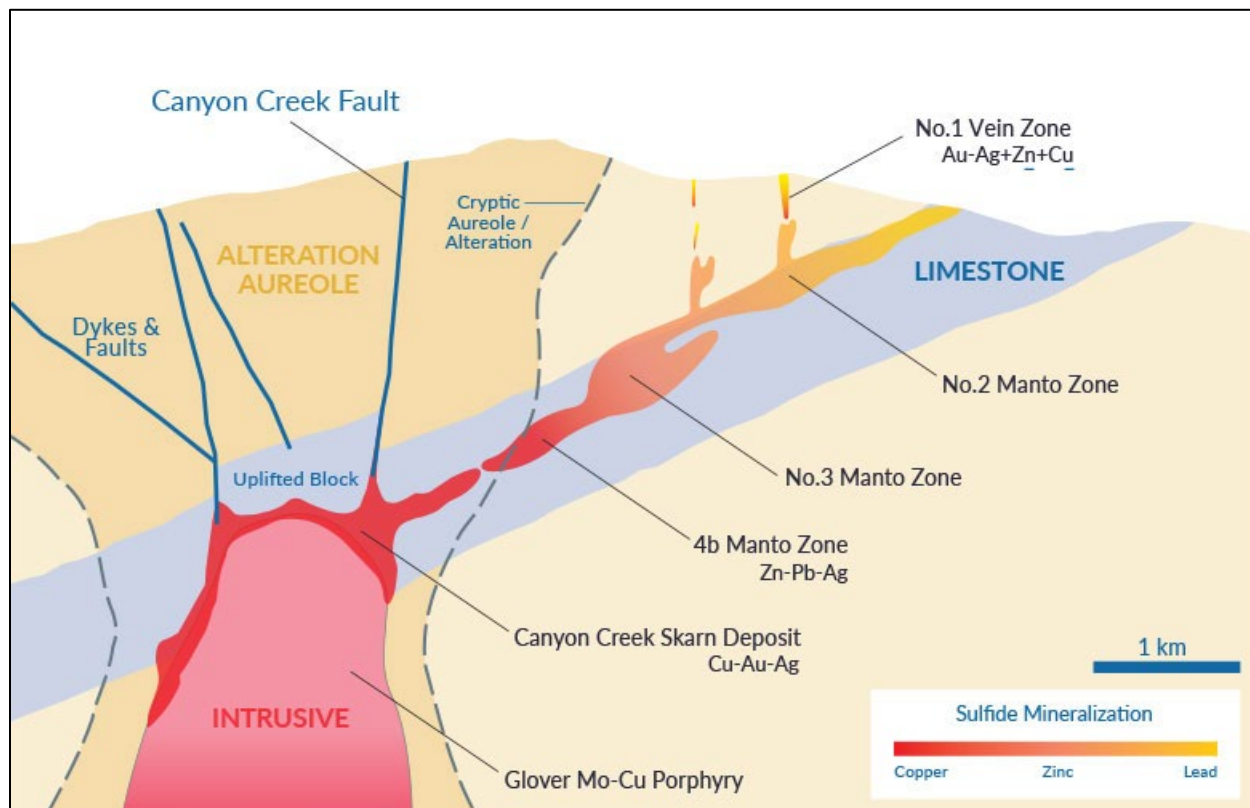 Canyon Creek Fault
No.1 Vein Zone
Au-Ag+Zn+Cu
Cryptic
Aureole /
Alteration
ALTERATION
AUREOLE
LIMESTONE
Dykes &
Faults
No.2 Manto Zone
Uplifted Block
No.3 Manto Zone
4b Manto Zone
Zn-Pb-Ag
Canyon Creek Skarn Deposit
Cu-Au-Ag
1 km
INTRUSIVE
Sulfide Mineralization
Copper
Zinc
Lead
Glover Mo-Cu Porphyry